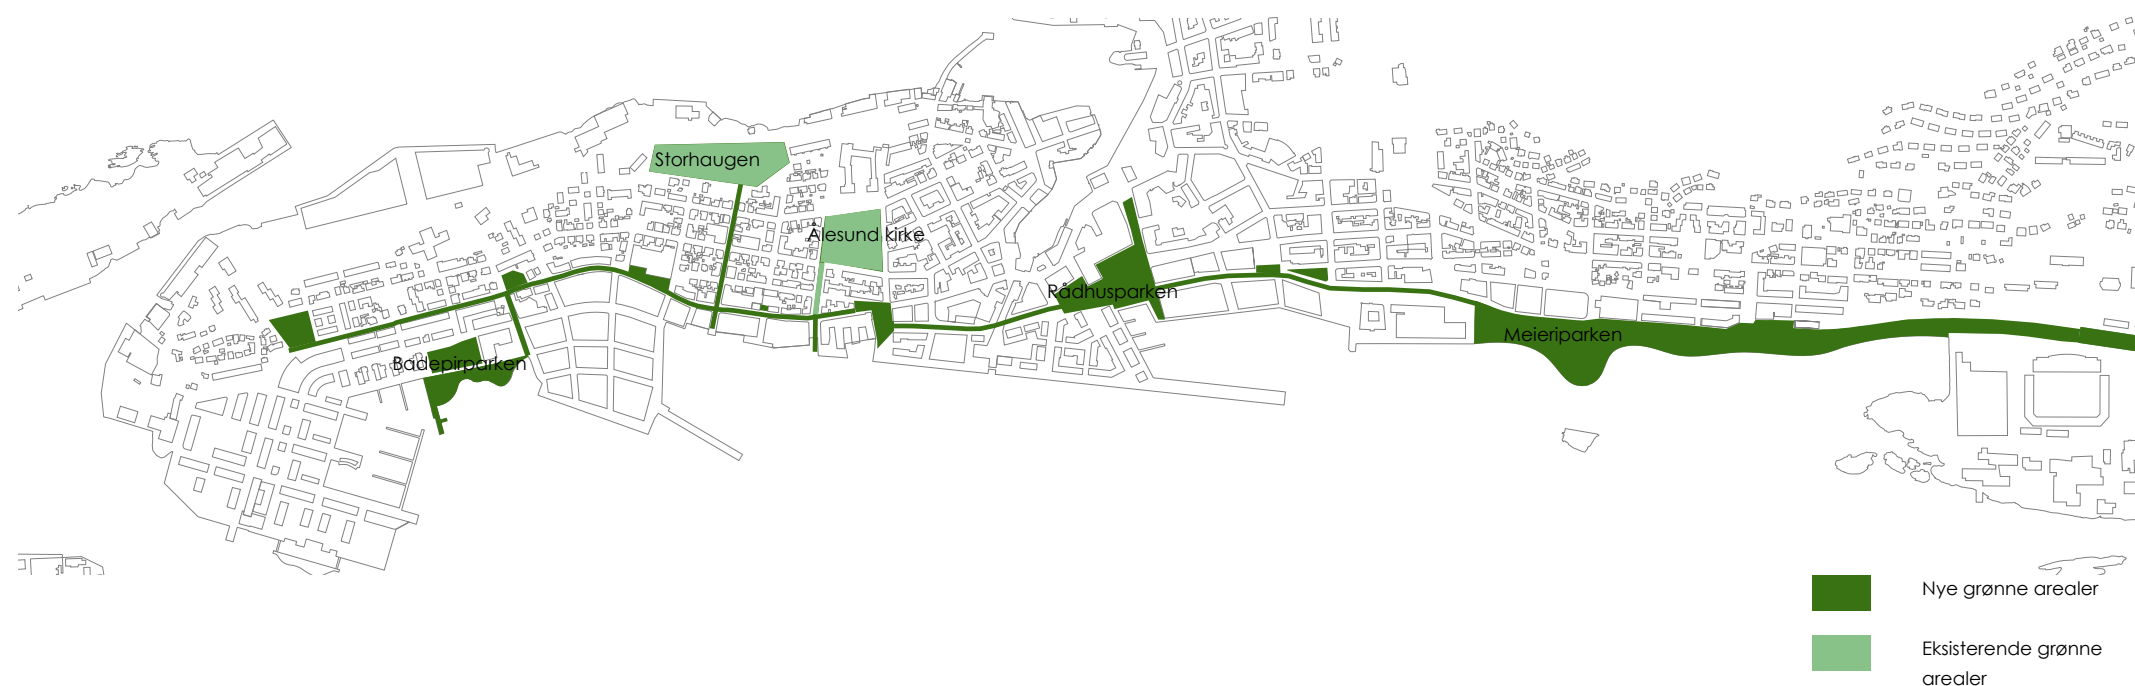 Storhaugen
Ålesund kirke
Rådhusparken
Meieriparken
Badepirparken
Nye grønne arealer
Eksisterende grønne
arealer